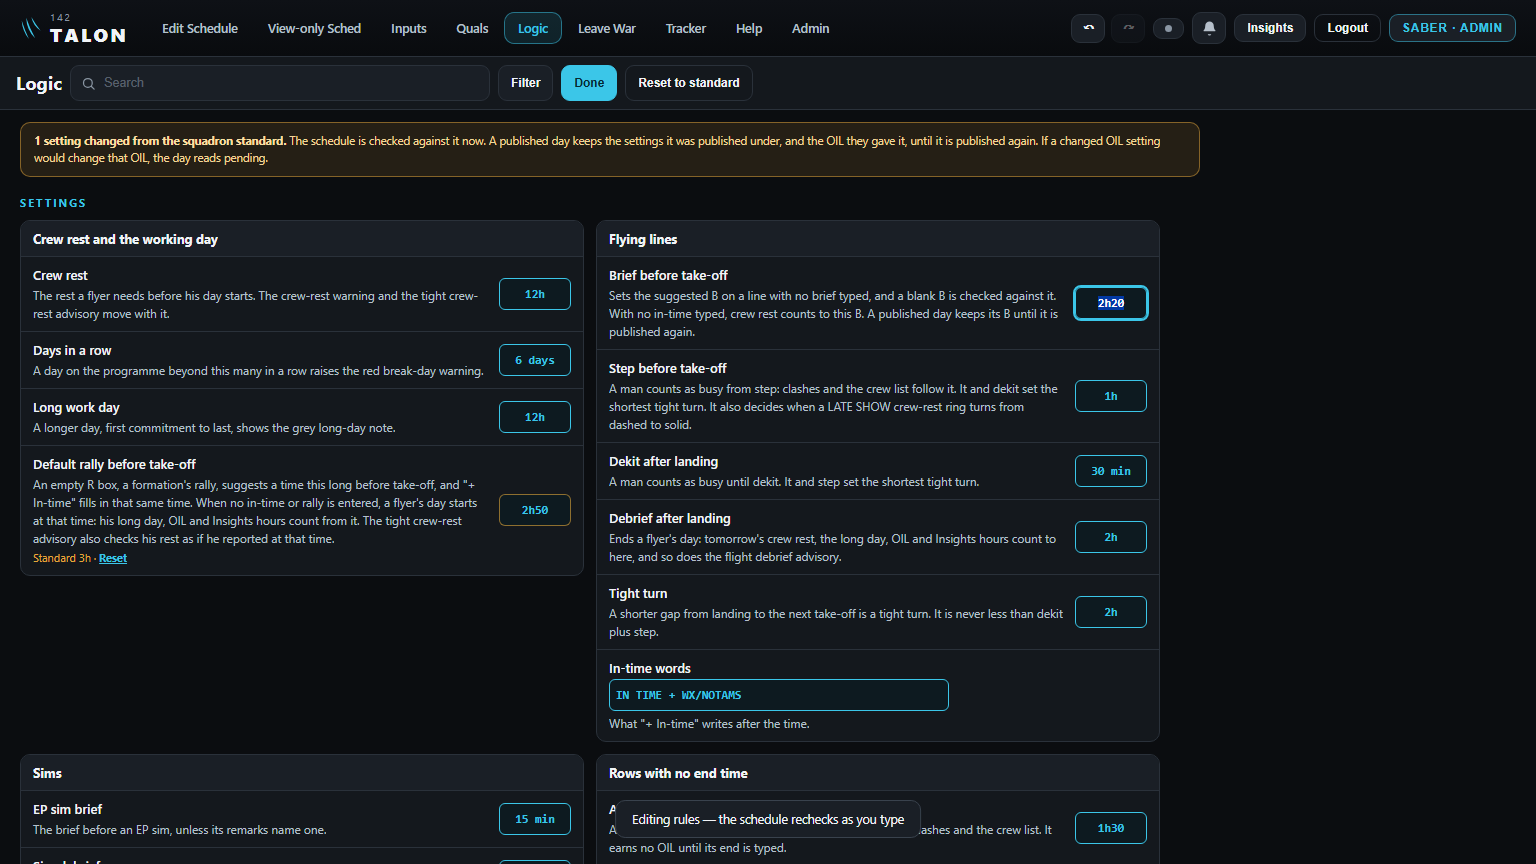 142
TALON
Edit Schedule
View-only Sched
Inputs
Quals
Logic
Leave War
Tracker
Help
Admin
Insights
Logout
SABER · ADMIN
Logic
Search
Filter
Done
Reset to standard
1 setting changed from the squadron standard. The schedule is checked against it now. A published day keeps the settings it was published under, and the OIL they gave it, until it is published again. If a changed OIL setting
would change that OIL, the day reads pending.
SETTINGS
Crew rest and the working day
Crew rest
The rest a flyer needs before his day starts. The crew-rest warning and the tight crew-
rest advisory move with it.
12h
Days in a row
A day on the programme beyond this many in a row raises the red break-day warning.
6 days
Long work day
A longer day, first commitment to last, shows the grey long-day note.
12h
Default rally before take-off
An empty R box, a formation's rally, suggests a time this long before take-off, and "+
In-time" fills in that same time. When no in-time or rally is entered, a flyer's day starts
at that time: his long day, OIL and Insights hours count from it. The tight crew-rest
advisory also checks his rest as if he reported at that time.
Standard 3h · Reset
2h50
Flying lines
Brief before take-off
Sets the suggested B on a line with no brief typed, and a blank B is checked against it.
With no in-time typed, crew rest counts to this B. A published day keeps its B until it is
published again.
2h20
Step before take-off
A man counts as busy from step: clashes and the crew list follow it. It and dekit set the
shortest tight turn. It also decides when a LATE SHOW crew-rest ring turns from
dashed to solid.
1h
Dekit after landing
A man counts as busy until dekit. It and step set the shortest tight turn.
30 min
Debrief after landing
Ends a flyer's day: tomorrow's crew rest, the long day, OIL and Insights hours count to
here, and so does the flight debrief advisory.
2h
Tight turn
A shorter gap from landing to the next take-off is a tight turn. It is never less than dekit
plus step.
2h
In-time words
IN TIME + WX/NOTAMS
What "+ In-time" writes after the time.
Sims
EP sim brief
The brief before an EP sim, unless its remarks name one.
15 min
Rows with no end time
lashes and the crew list. It
earns no OIL until its end is typed.
1h30
Editing rules — the schedule rechecks as you type